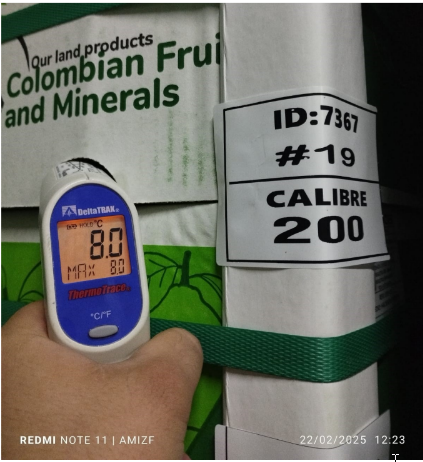 Our land products
Colombian Frui
and Minerals
ID:7367
#19
CALIBRE
200
DeltaTRAK®
°C
8.0
MAX 8.0
ThermoTrace
°C/°F
REDMI NOTE 11 | AMIZF
22/02/2025 12:23